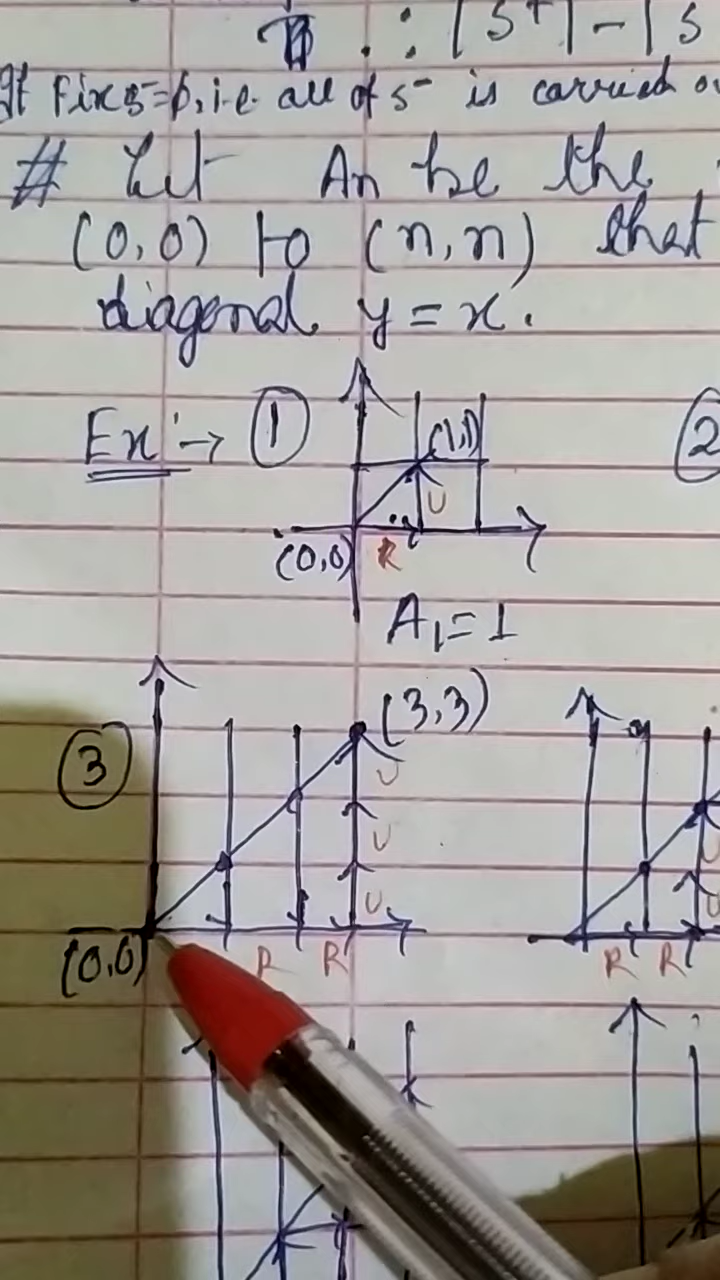 ∴ |S⁺| - |S
If Fix S = ϕ, i.e. all of S⁻ is carried
# Let An be the
(0,0) to (n,n) that
diagonal y = x.
Ex :→ ① 2
(1,1)
U
(0,0) R
A₁ = 1
③ (3,3)
U
U U
U
(0,0) R R R R